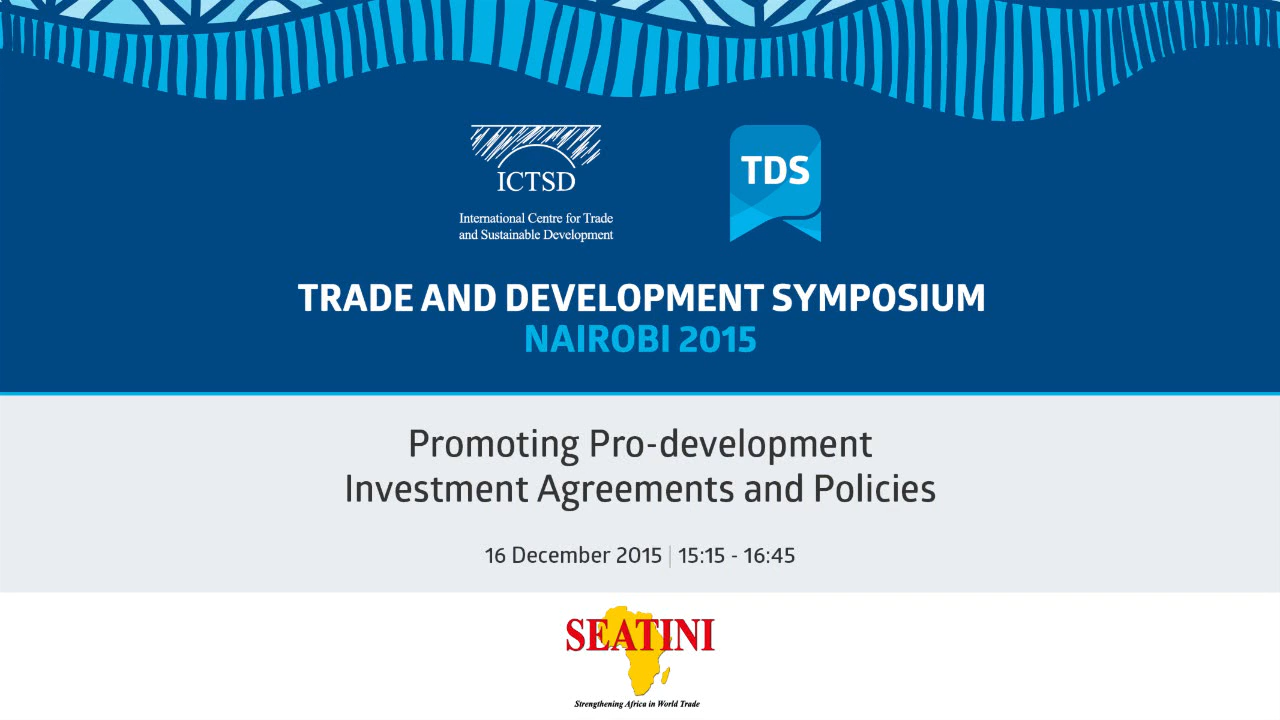 ICTSD
International Centre for Trade
and Sustainable Development
TDS
TRADE AND DEVELOPMENT SYMPOSIUM
NAIROBI 2015
Promoting Pro-development
Investment Agreements and Policies
16 December 2015 | 15:15 - 16:45
SEATINI
Strengthening Africa in World Trade